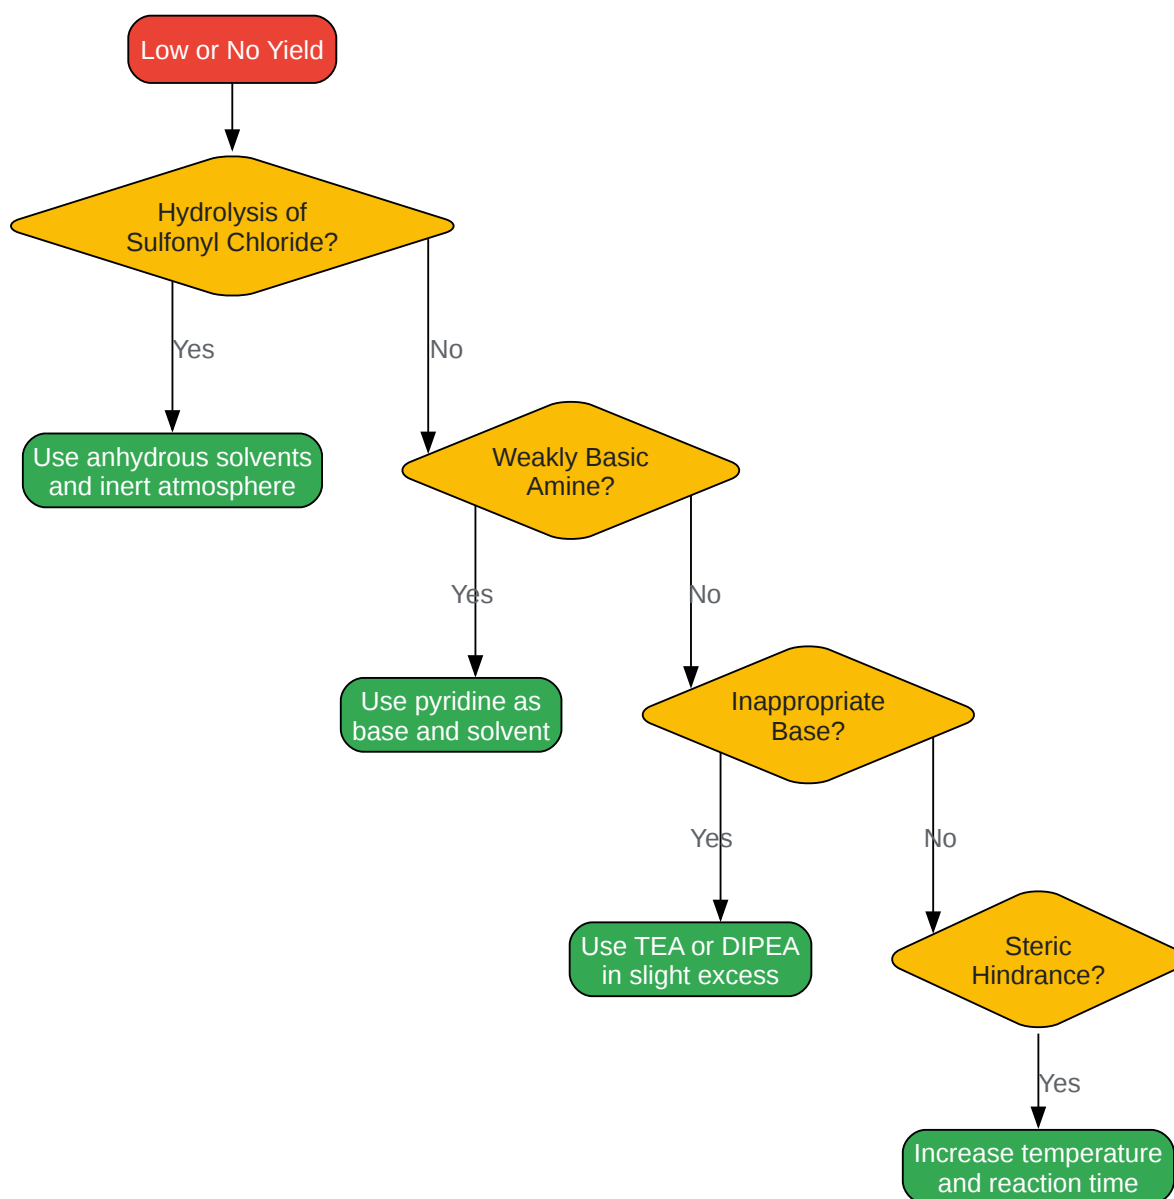 Low or No Yield
Hydrolysis of
Sulfonyl Chloride?
Yes
No
Use anhydrous solvents
and inert atmosphere
Weakly Basic
Amine?
Yes
No
Use pyridine as
base and solvent
Inappropriate
Base?
Yes
No
Use TEA or DIPEA
in slight excess
Steric
Hindrance?
Yes
Increase temperature
and reaction time